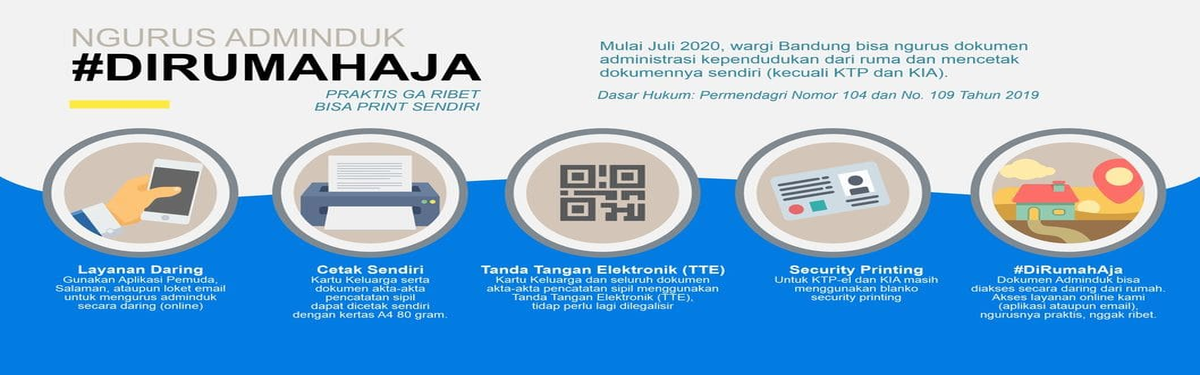 NGURUS ADMINDUK
#DIRUMAHAJA
PRAKTIS GA RIBET
BISA PRINT SENDIRI
Mulai Juli 2020, wargi Bandung bisa ngurus dokumen
administrasi kependudukan dari ruma dan mencetak
dokumennya sendiri (kecuali KTP dan KIA).
Dasar Hukum: Permendagri Nomor 104 dan No. 109 Tahun 2019
Layanan Daring
Gunakan Aplikasi Pemuda,
Salaman, ataupun loket email
untuk mengurus adminduk
secara daring (online)
Cetak Sendiri
Kartu Keluarga serta
dokumen akta-akta
pencatatan sipil
dapat dicetak sendiri
dengan kertas A4 80 gram.
Tanda Tangan Elektronik (TTE)
Kartu Keluarga dan seluruh dokumen
akta-akta pencatatan sipil menggunakan
Tanda Tangan Elektronik (TTE),
tidak perlu lagi dilegalisir
Security Printing
Untuk KTP-el dan KIA masih
menggunakan blanko
security printing
#DiRumahAja
Dokumen Adminduk bisa
diakses secara daring dari rumah.
Akses layanan online kami
(aplikasi ataupun email),
ngurusnya praktis, nggak ribet.